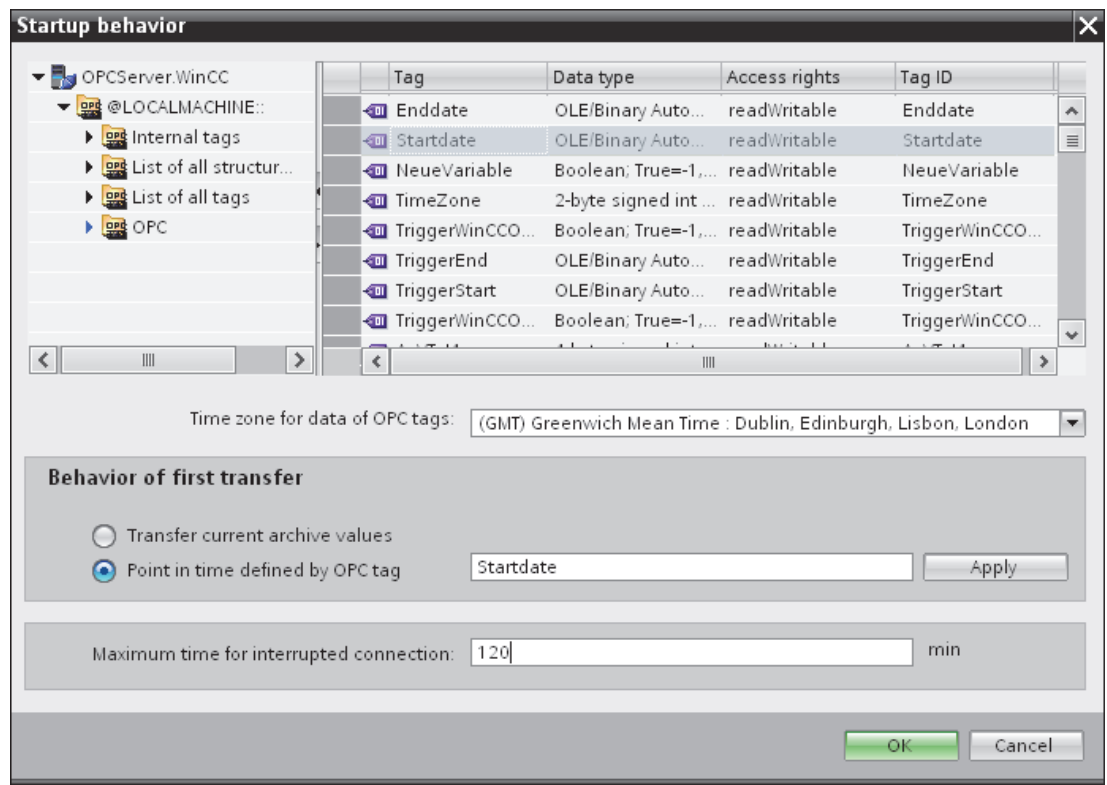 Startup behavior
OPCServer.WinCC
@LOCALMACHINE::
Internal tags
List of all structur...
List of all tags
OPC
Tag Data type Access rights Tag ID
Enddate OLE/Binary Auto... readWritable Enddate
Startdate OLE/Binary Auto... readWritable Startdate
NeueVariable Boolean; True=-1,... readWritable NeueVariable
TimeZone 2-byte signed int ... readWritable TimeZone
TriggerWinCCO... Boolean; True=-1,... readWritable TriggerWinCCO...
TriggerEnd OLE/Binary Auto... readWritable TriggerEnd
TriggerStart OLE/Binary Auto... readWritable TriggerStart
TriggerWinCCO... Boolean; True=-1,... readWritable TriggerWinCCO...
Time zone for data of OPC tags: (GMT) Greenwich Mean Time : Dublin, Edinburgh, Lisbon, London
Behavior of first transfer
Transfer current archive values
Point in time defined by OPC tag Startdate Apply
Maximum time for interrupted connection: 120 min
OK Cancel